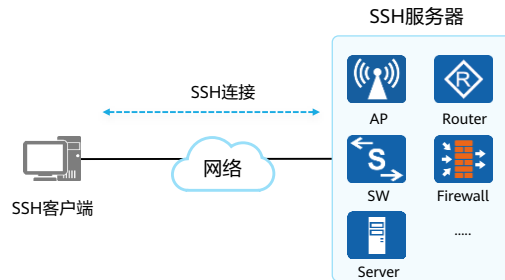 SSH服务器
SSH连接
R
AP
Router
网络
S
SW
Firewall
SSH客户端
.....
Server